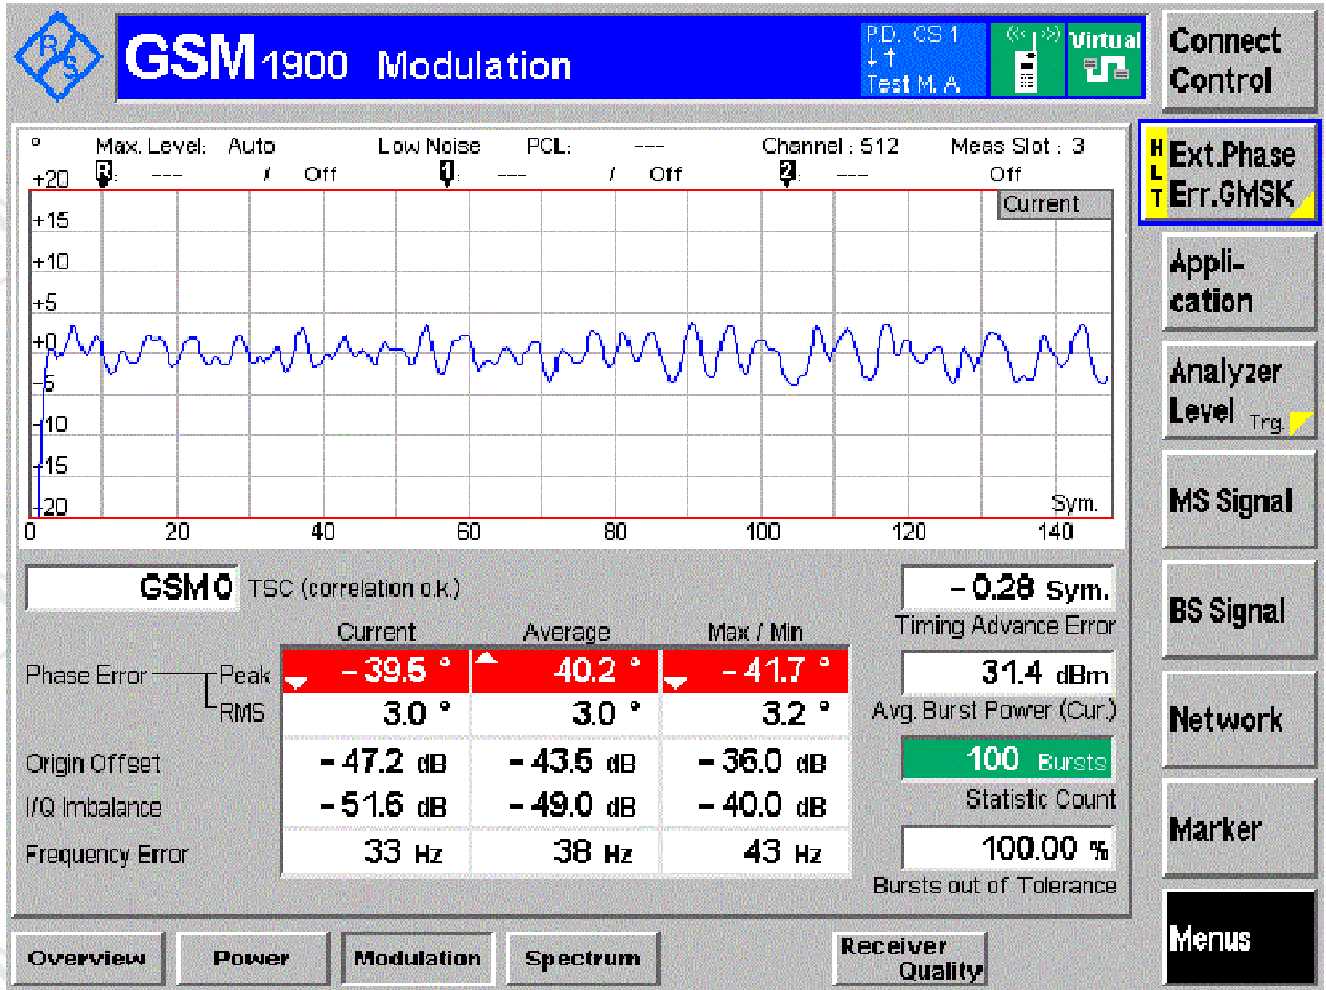 R S
GSM 1900 Modulation
P.D. CS 1
Test M. A.
Virtual
Connect Control
Max. Level: Auto Low Noise PCL: --- Channel : 512 Meas Slot : 3
R: --- / Off 1: --- / Off 2: --- Off
Current
+20
+15
+10
+5
+0
-5
-10
-15
-20
Sym.
0 20 40 60 80 100 120 140
GSM 0 TSC (correlation o.k.)
Current Average Max / Min
Phase Error Peak -39.5 ° 40.2 ° -41.7 °
RMS 3.0 ° 3.0 ° 3.2 °
Origin Offset -47.2 dB -43.5 dB -36.0 dB
I/Q Imbalance -51.6 dB -49.0 dB -40.0 dB
Frequency Error 33 Hz 38 Hz 43 Hz
-0.28 Sym.
Timing Advance Error
31.4 dBm
Avg. Burst Power (Cur.)
100 Bursts
Statistic Count
100.00 %
Bursts out of Tolerance
HLT
Ext.Phase
Err.GMSK
Appli-
cation
Analyzer
Level Trg.
MS Signal
BS Signal
Network
Marker
Menus
Overview Power Modulation Spectrum Receiver
Quality